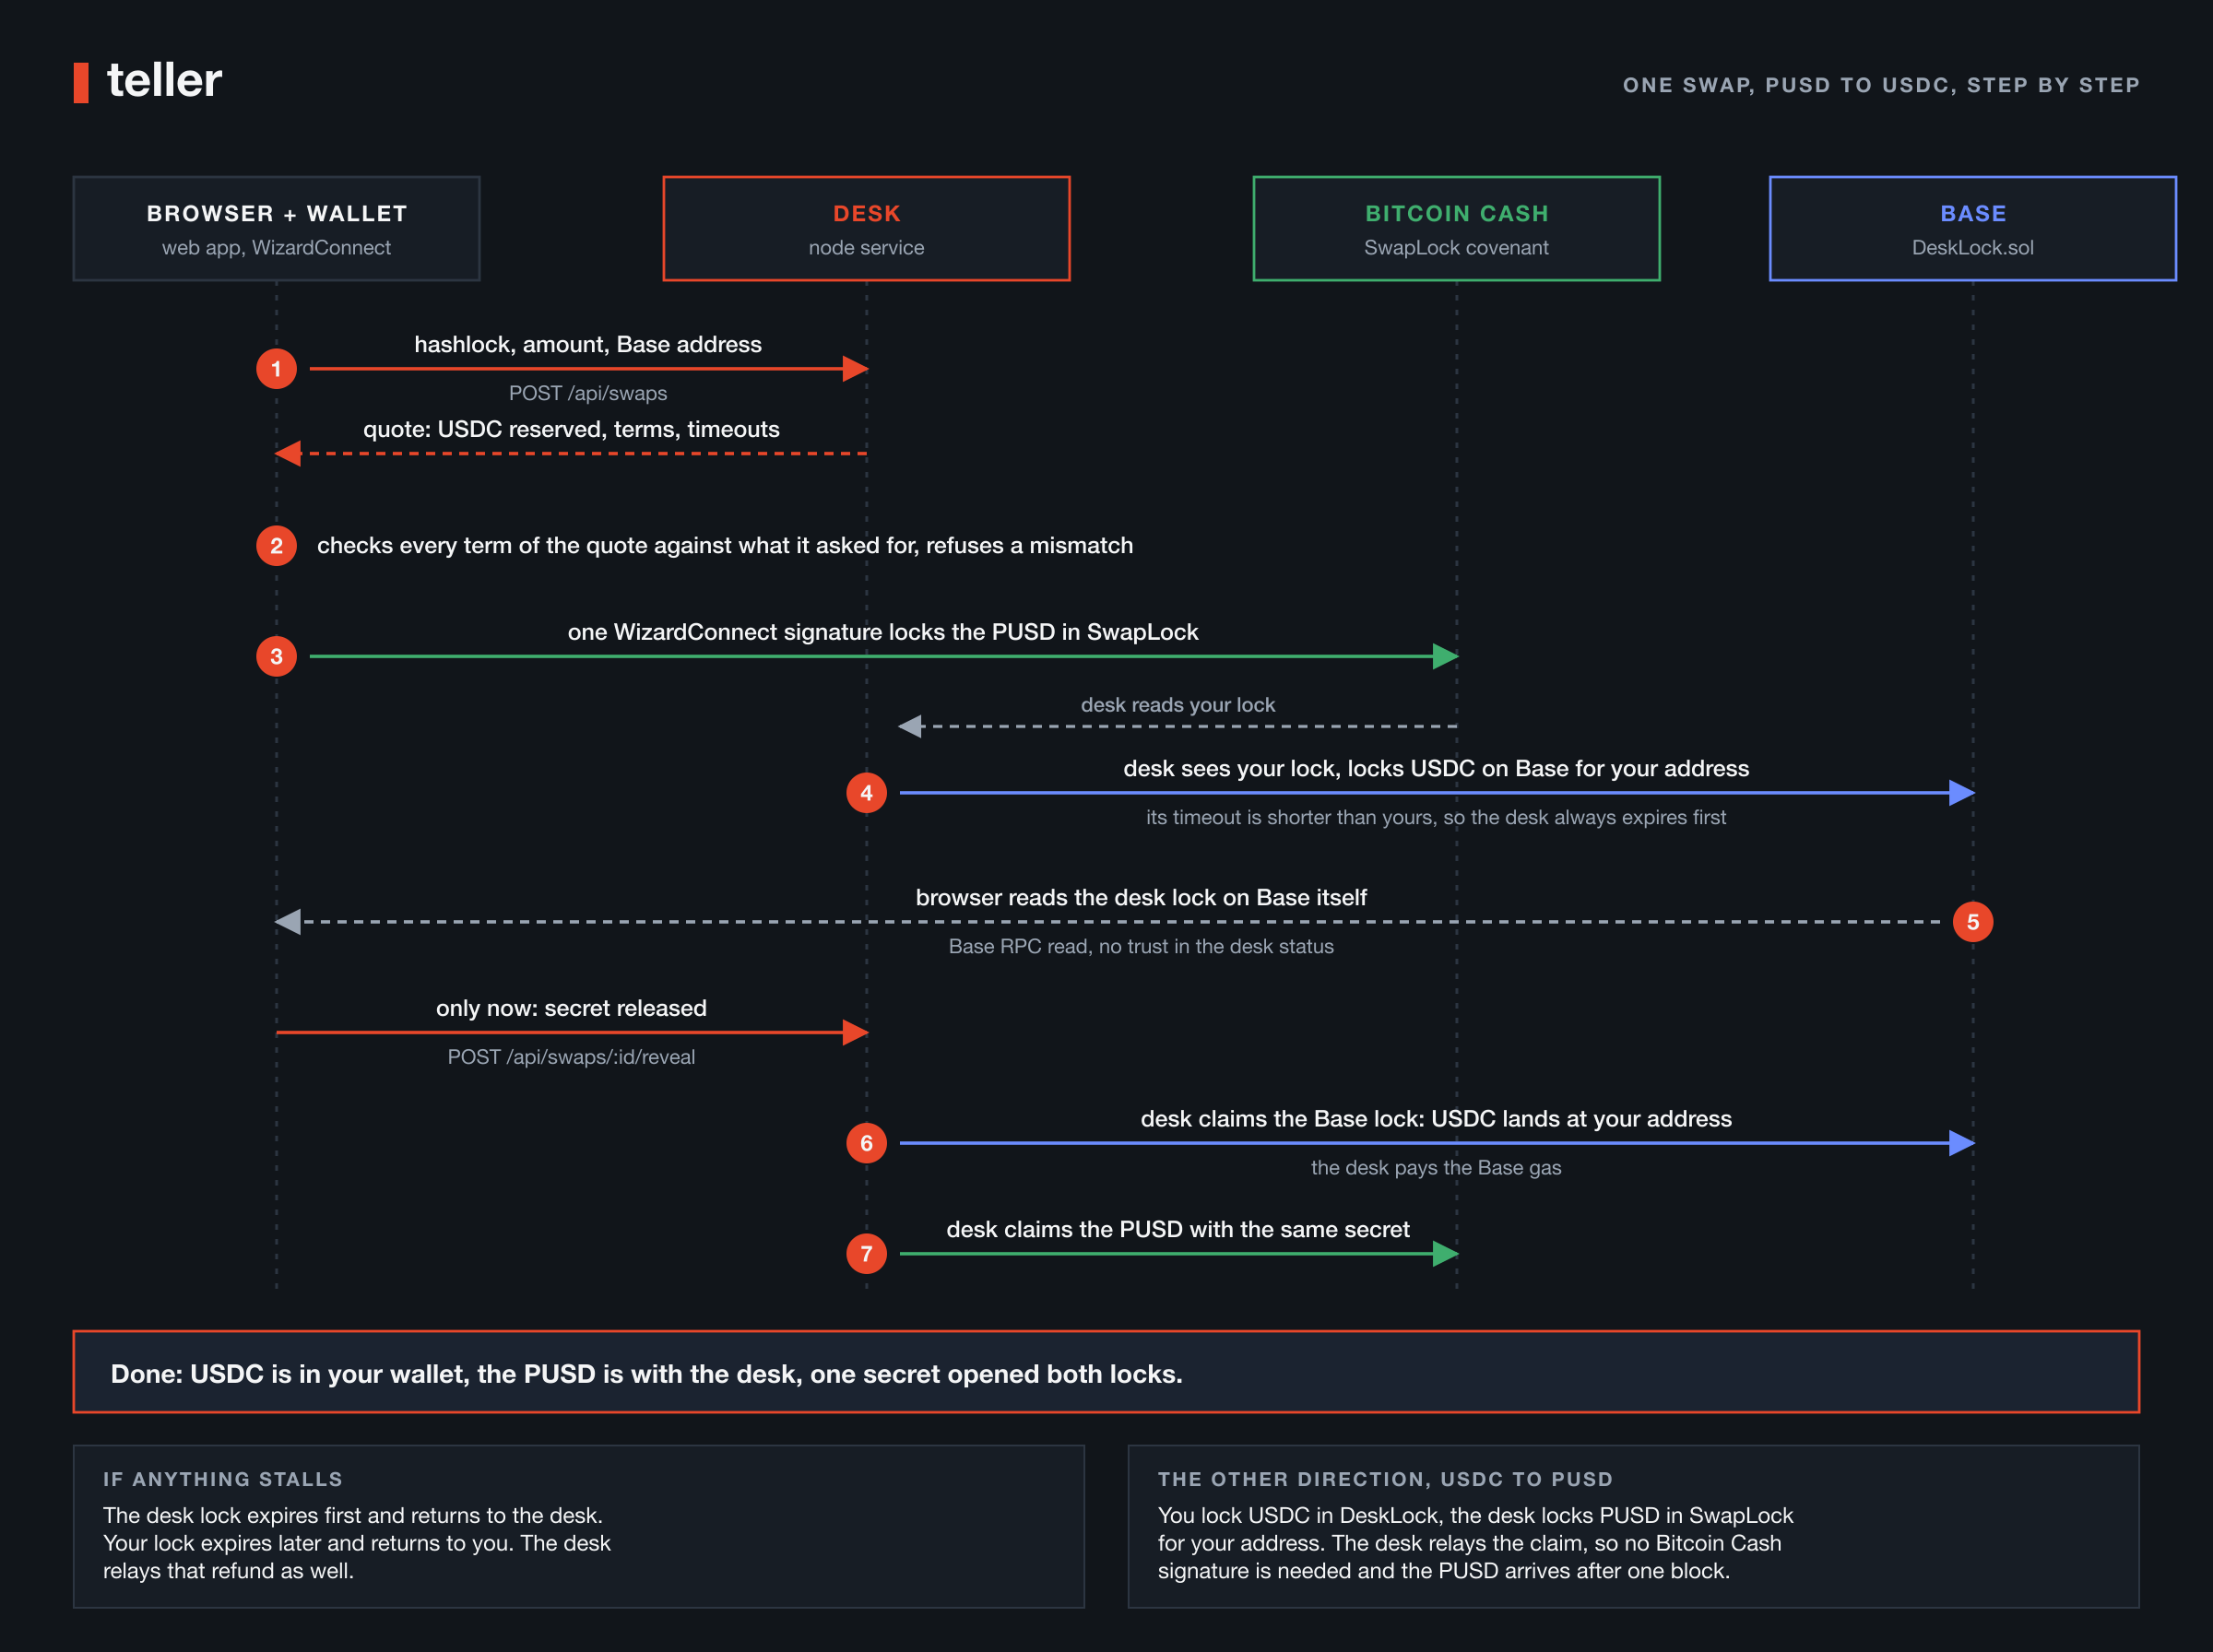 teller
ONE SWAP, PUSD TO USDC, STEP BY STEP
BROWSER + WALLET
web app, WizardConnect
DESK
node service
BITCOIN CASH
SwapLock covenant
BASE
DeskLock.sol
hashlock, amount, Base address
1
POST /api/swaps
quote: USDC reserved, terms, timeouts
2 checks every term of the quote against what it asked for, refuses a mismatch
one WizardConnect signature locks the PUSD in SwapLock
3
desk reads your lock
desk sees your lock, locks USDC on Base for your address
4
its timeout is shorter than yours, so the desk always expires first
browser reads the desk lock on Base itself
5
Base RPC read, no trust in the desk status
only now: secret released
POST /api/swaps/:id/reveal
desk claims the Base lock: USDC lands at your address
6
the desk pays the Base gas
desk claims the PUSD with the same secret
7
Done: USDC is in your wallet, the PUSD is with the desk, one secret opened both locks.
IF ANYTHING STALLS
The desk lock expires first and returns to the desk.
Your lock expires later and returns to you. The desk
relays that refund as well.
THE OTHER DIRECTION, USDC TO PUSD
You lock USDC in DeskLock, the desk locks PUSD in SwapLock
for your address. The desk relays the claim, so no Bitcoin Cash
signature is needed and the PUSD arrives after one block.